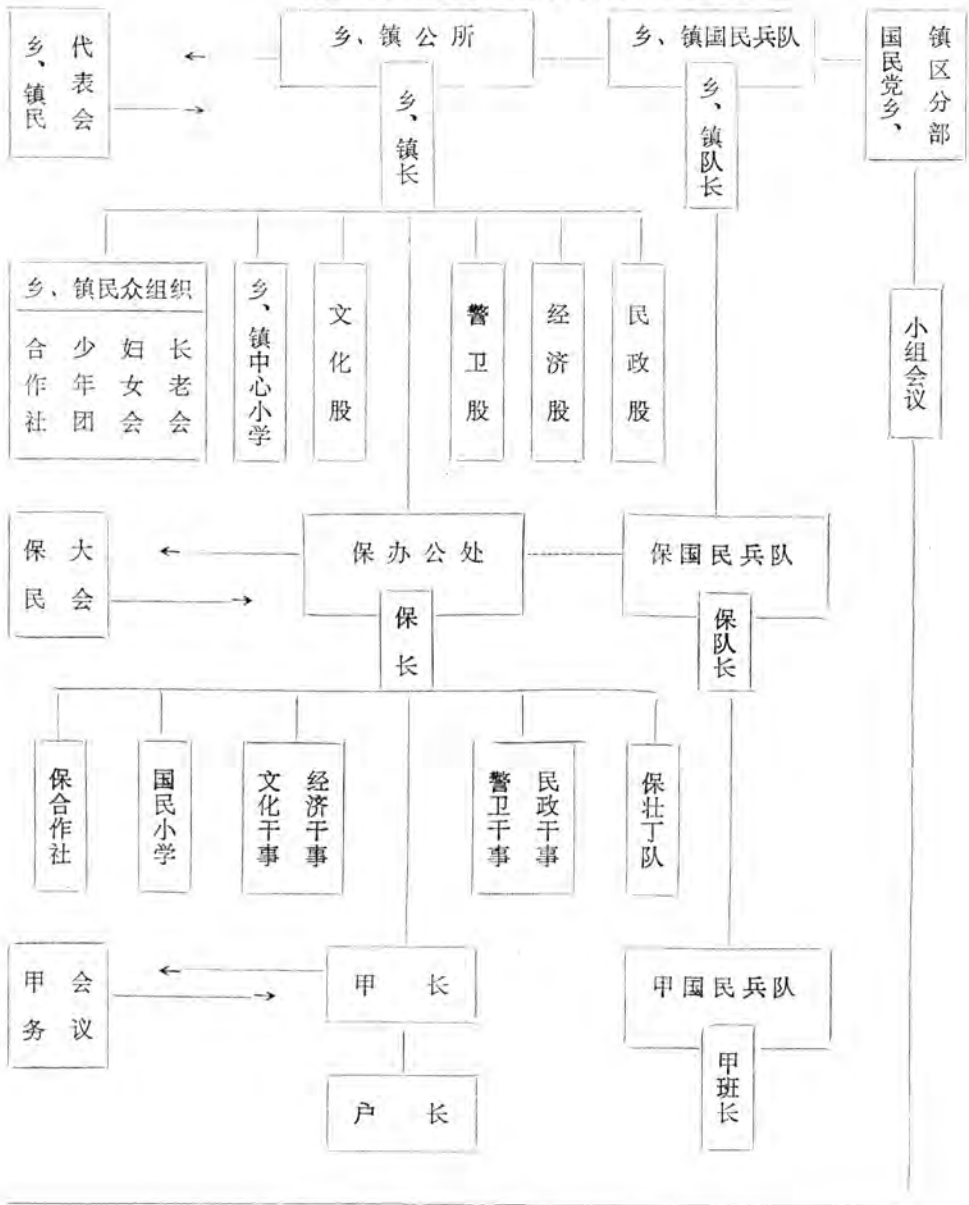 乡、镇民
代表会
乡、镇公所
乡、镇长
乡、镇国民兵队
乡、镇队长
国民党乡、
镇区分部
乡、镇民众组织
合作社
少年团
妇女会
长老会
乡、镇中心小学
文化股
警卫股
经济股
民政股
小组会议
保大
民会
保办公处
保长
保国民兵队
保队长
保合作社
国民小学
文化干事
经济干事
警卫干事
民政干事
保壮丁队
甲会
务议
甲长
甲国民兵队
甲班长
户长